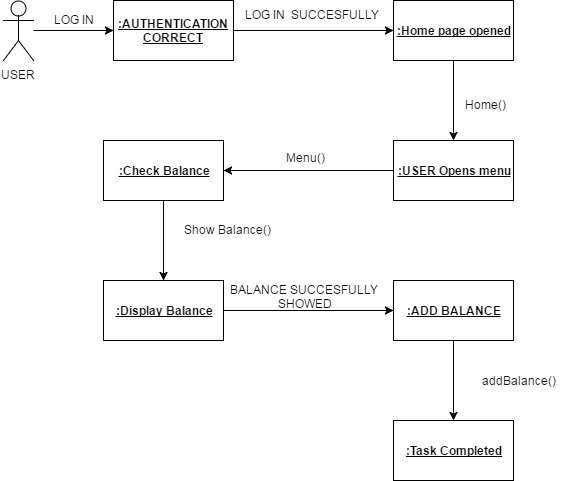 LOG IN
USER
:AUTHENTICATION
CORRECT
LOG IN  SUCCESFULLY
:Home page opened
Home()
:USER Opens menu
Menu()
:Check Balance
Show Balance()
:Display Balance
BALANCE SUCCESFULLY
SHOWED
:ADD BALANCE
addBalance()
:Task Completed